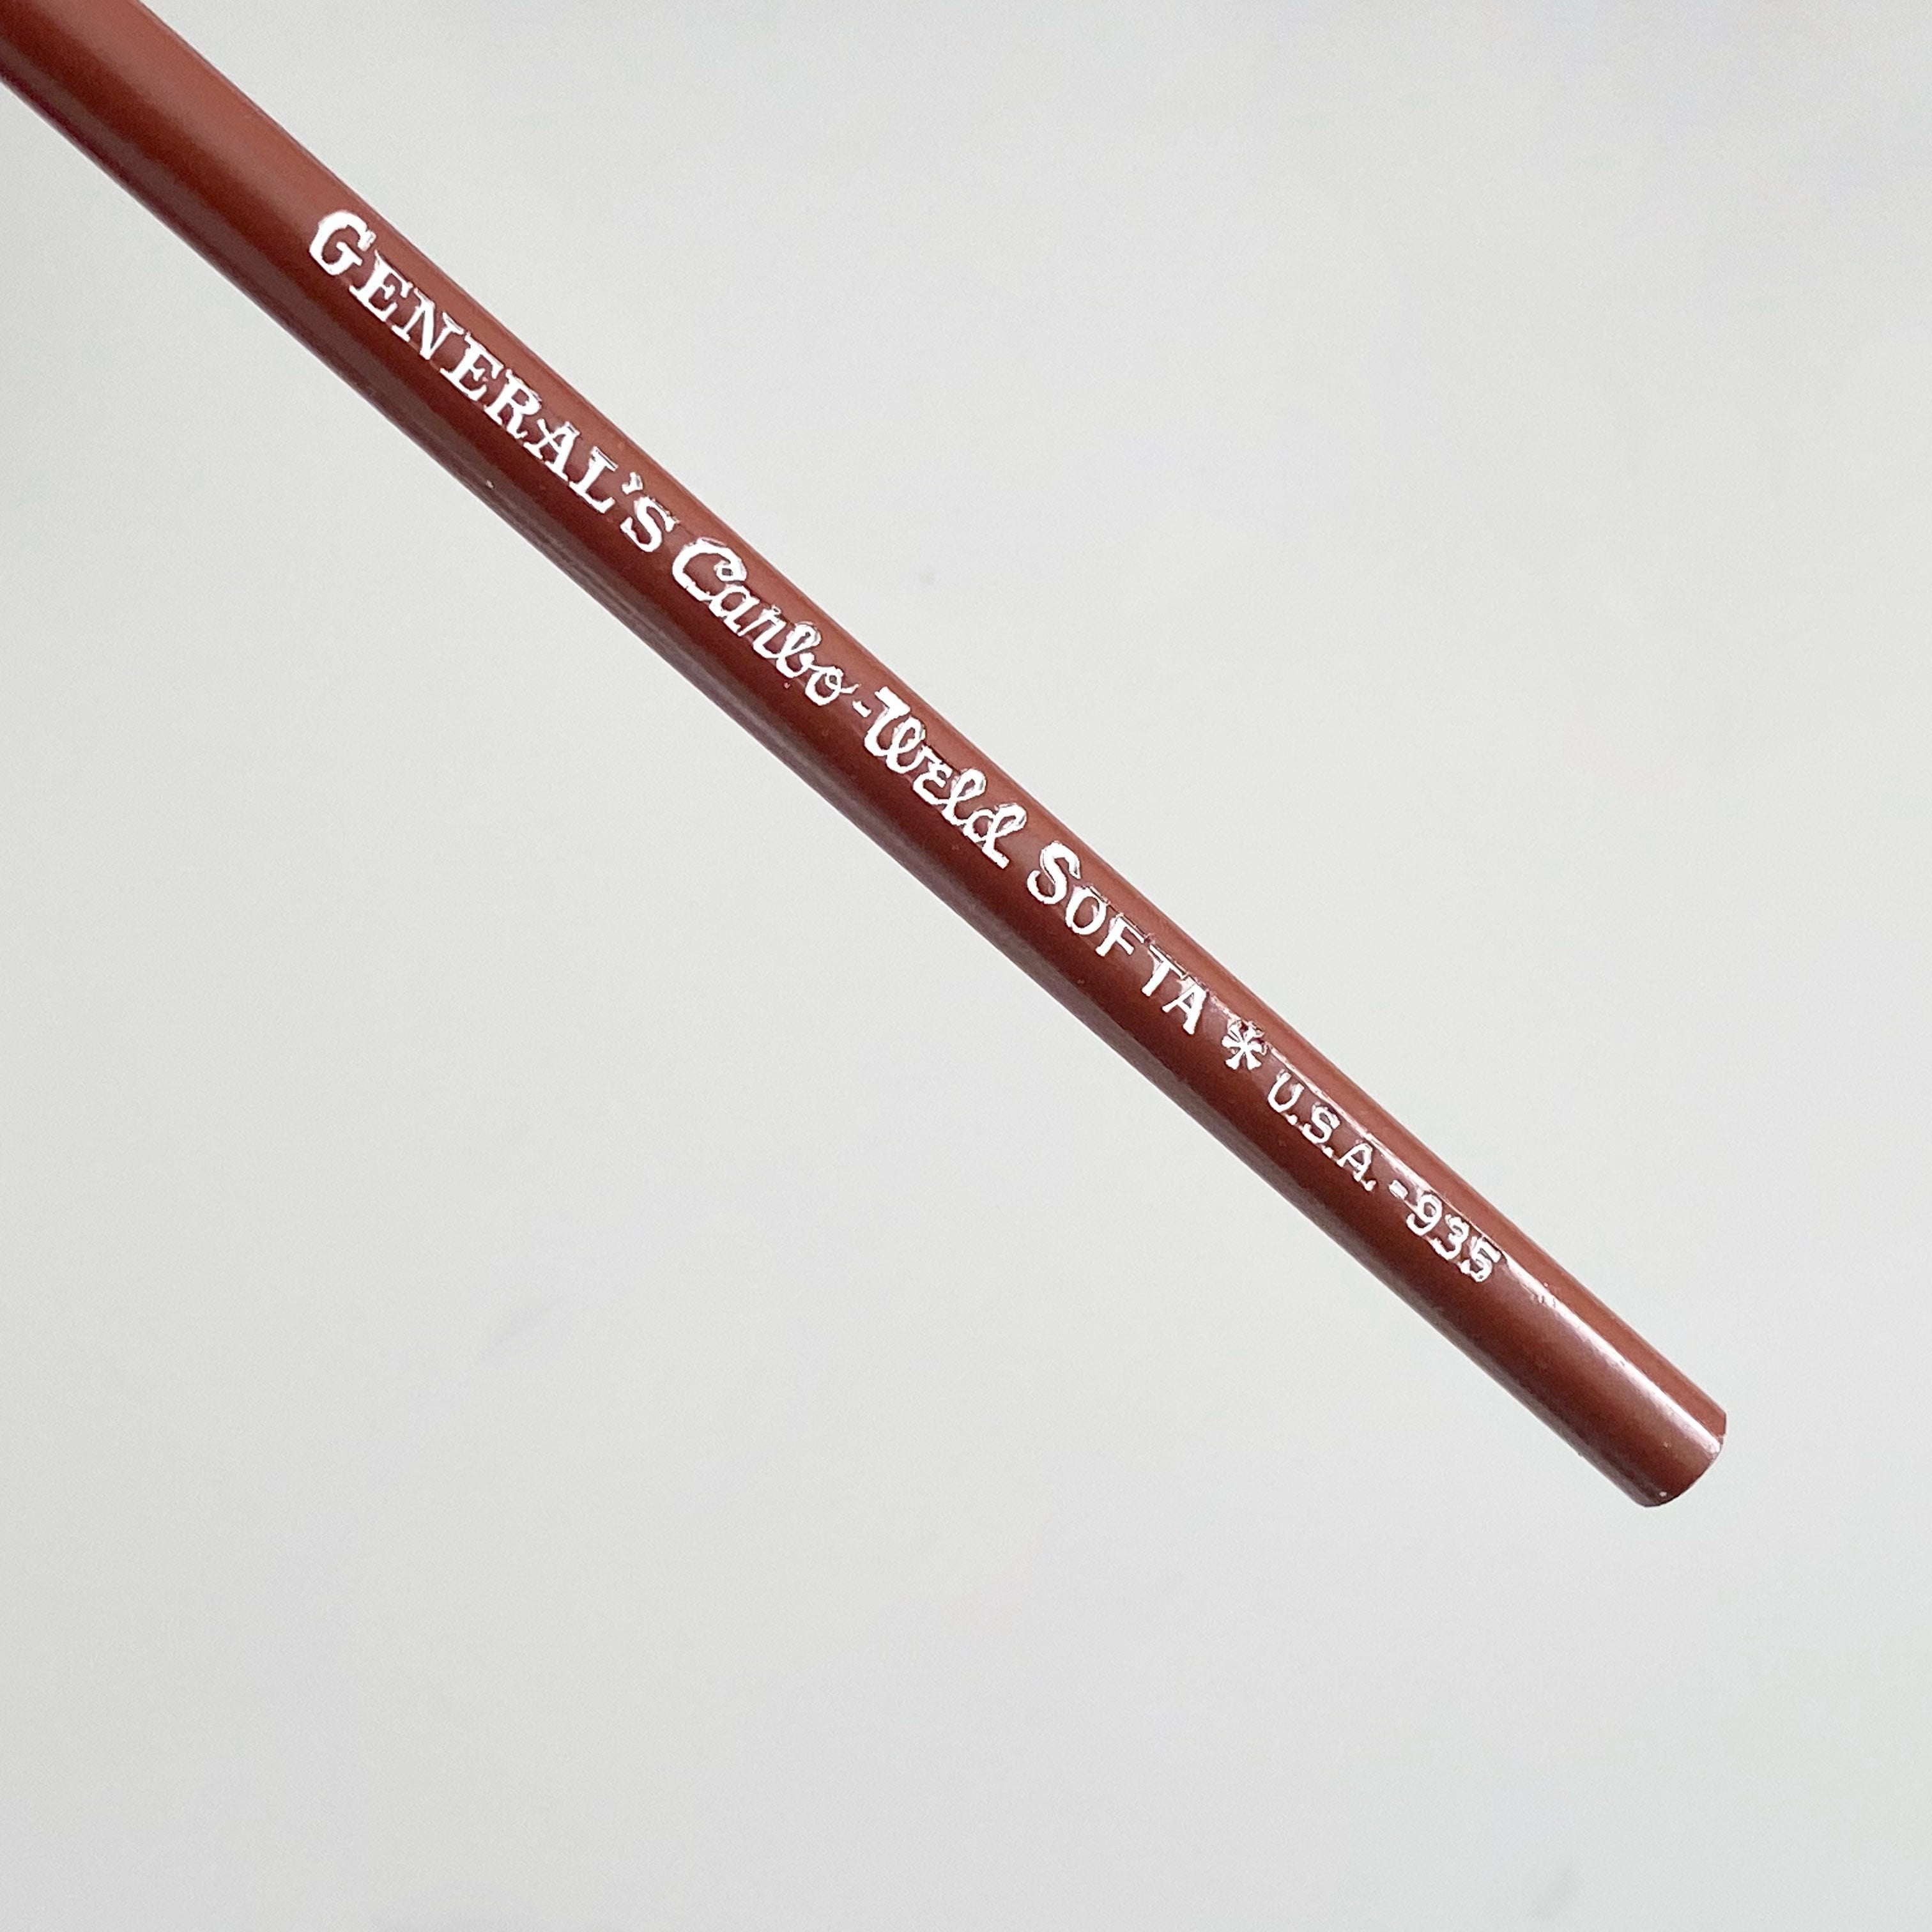 GENERAL'S Carbo-Weld SOFTA * U.S.A. - 935